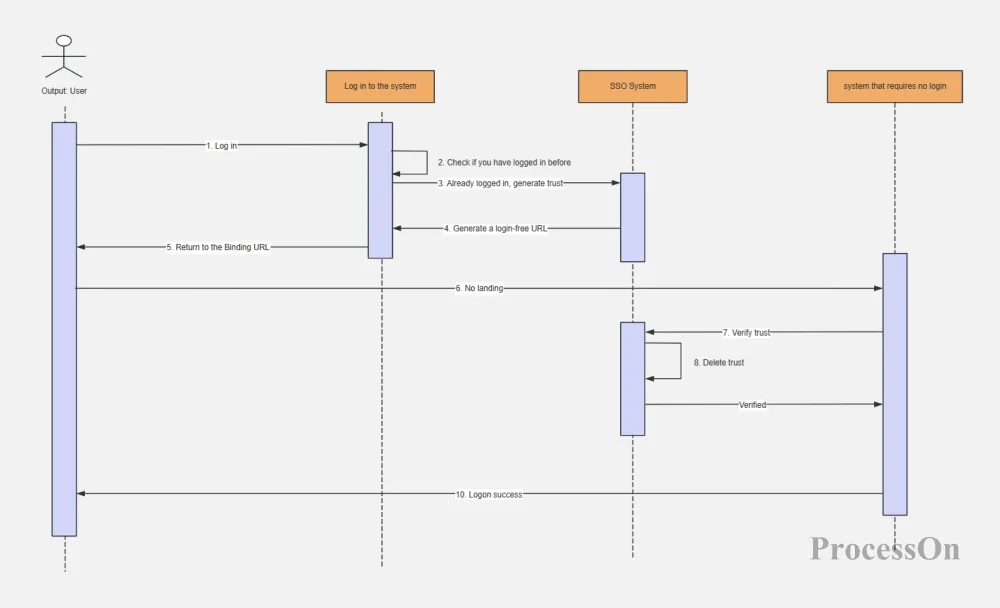 Output: User
Log in to the system
SSO System
system that requires no login
1. Log in
2. Check if you have logged in before
3. Already logged in, generate trust
4. Generate a login-free URL
5. Return to the Binding URL
6. No landing
7. Verify trust
8. Delete trust
Verified
10. Logon success
ProcessOn